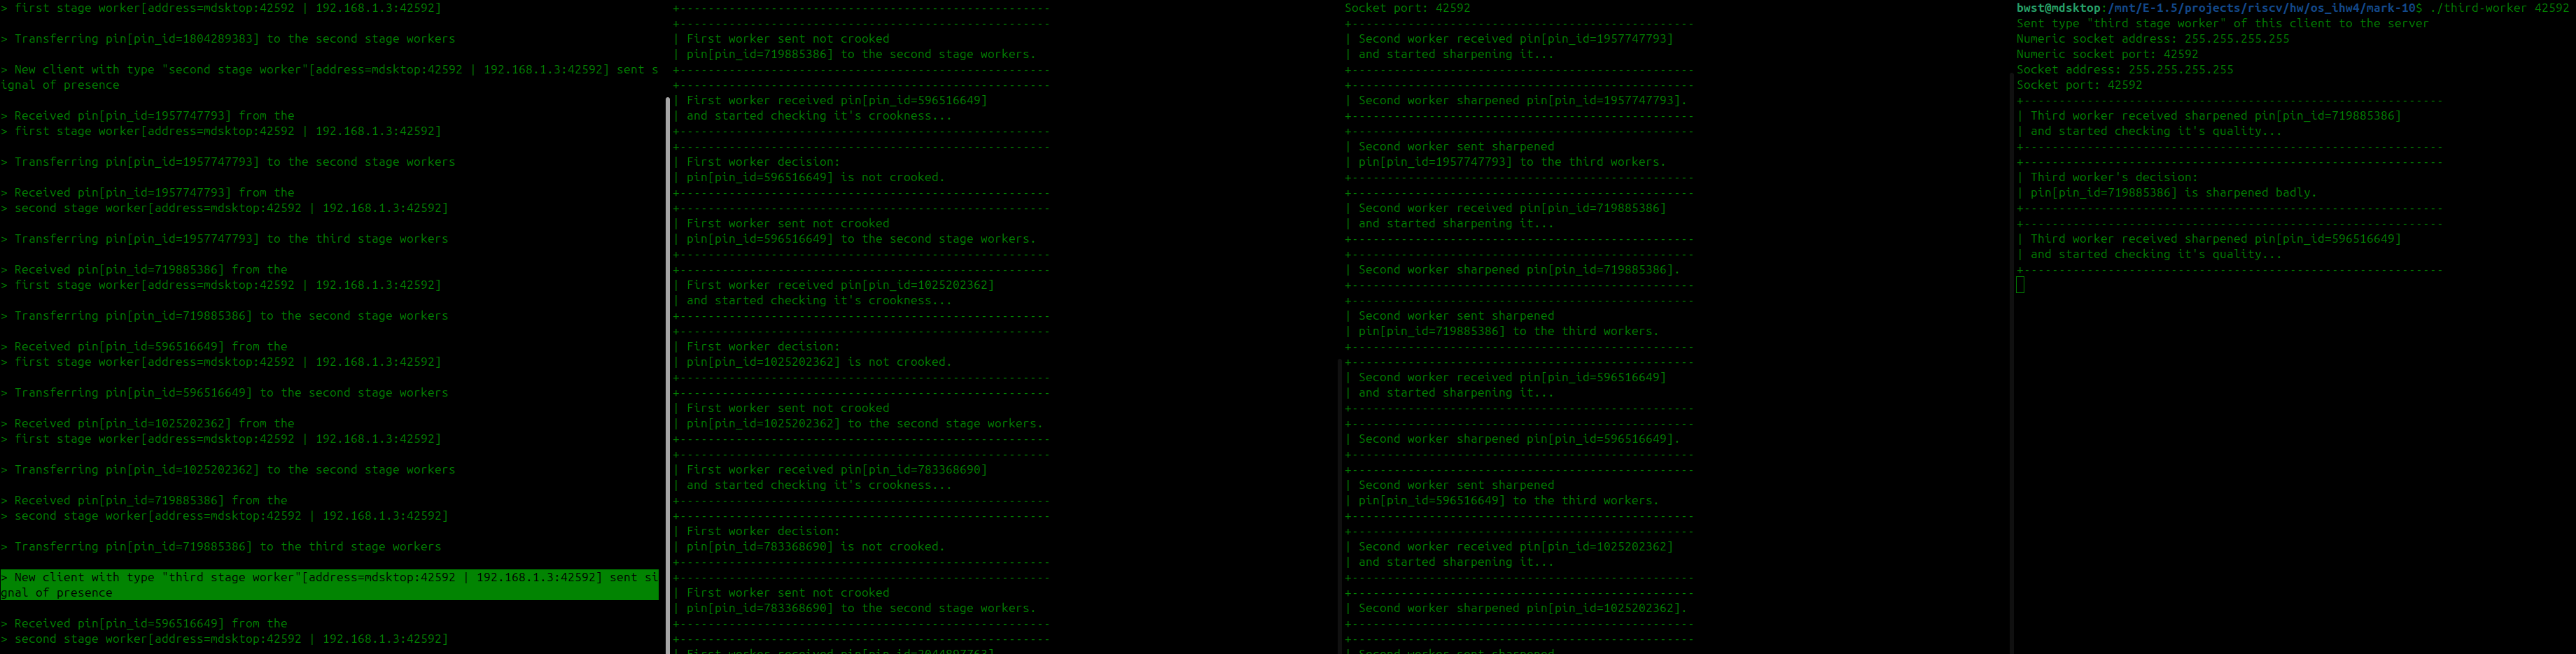 > first stage worker[address=mdsktop:42592 | 192.168.1.3:42592]
> Transferring pin[pin_id=1804289383] to the second stage workers
> New client with type "second stage worker"[address=mdsktop:42592 | 192.168.1.3:42592] sent s
ignal of presence
> Received pin[pin_id=1957747793] from the
> first stage worker[address=mdsktop:42592 | 192.168.1.3:42592]
> Transferring pin[pin_id=1957747793] to the second stage workers
> Received pin[pin_id=1957747793] from the
> second stage worker[address=mdsktop:42592 | 192.168.1.3:42592]
> Transferring pin[pin_id=1957747793] to the third stage workers
> Received pin[pin_id=719885386] from the
> first stage worker[address=mdsktop:42592 | 192.168.1.3:42592]
> Transferring pin[pin_id=719885386] to the second stage workers
> Received pin[pin_id=596516649] from the
> first stage worker[address=mdsktop:42592 | 192.168.1.3:42592]
> Transferring pin[pin_id=596516649] to the second stage workers
> Received pin[pin_id=1025202362] from the
> first stage worker[address=mdsktop:42592 | 192.168.1.3:42592]
> Transferring pin[pin_id=1025202362] to the second stage workers
> Received pin[pin_id=719885386] from the
> second stage worker[address=mdsktop:42592 | 192.168.1.3:42592]
> Transferring pin[pin_id=719885386] to the third stage workers
> New client with type "third stage worker"[address=mdsktop:42592 | 192.168.1.3:42592] sent si
gnal of presence
> Received pin[pin_id=596516649] from the
> second stage worker[address=mdsktop:42592 | 192.168.1.3:42592]
| First worker sent not crooked
| pin[pin_id=719885386] to the second stage workers.
| First worker received pin[pin_id=596516649]
| and started checking it's crookness...
| First worker decision:
| pin[pin_id=596516649] is not crooked.
| First worker sent not crooked
| pin[pin_id=596516649] to the second stage workers.
| First worker received pin[pin_id=1025202362]
| and started checking it's crookness...
| First worker decision:
| pin[pin_id=1025202362] is not crooked.
| First worker sent not crooked
| pin[pin_id=1025202362] to the second stage workers.
| First worker received pin[pin_id=783368690]
| and started checking it's crookness...
| First worker decision:
| pin[pin_id=783368690] is not crooked.
| First worker sent not crooked
| pin[pin_id=783368690] to the second stage workers.
| First worker received pin[pin_id=2044897763]
Socket port: 42592
| Second worker received pin[pin_id=1957747793]
| and started sharpening it...
| Second worker sharpened pin[pin_id=1957747793].
| Second worker sent sharpened
| pin[pin_id=1957747793] to the third workers.
| Second worker received pin[pin_id=719885386]
| and started sharpening it...
| Second worker sharpened pin[pin_id=719885386].
| Second worker sent sharpened
| pin[pin_id=719885386] to the third workers.
| Second worker received pin[pin_id=596516649]
| and started sharpening it...
| Second worker sharpened pin[pin_id=596516649].
| Second worker sent sharpened
| pin[pin_id=596516649] to the third workers.
| Second worker received pin[pin_id=1025202362]
| and started sharpening it...
| Second worker sharpened pin[pin_id=1025202362].
| Second worker sent sharpened
bwst@mdsktop:/mnt/E-1.5/projects/riscv/hw/os_ihw4/mark-10$ ./third-worker 42592
Sent type "third stage worker" of this client to the server
Numeric socket address: 255.255.255.255
Numeric socket port: 42592
Socket address: 255.255.255.255
Socket port: 42592
| Third worker received sharpened pin[pin_id=719885386]
| and started checking it's quality...
| Third worker's decision:
| pin[pin_id=719885386] is sharpened badly.
| Third worker received sharpened pin[pin_id=596516649]
| and started checking it's quality...